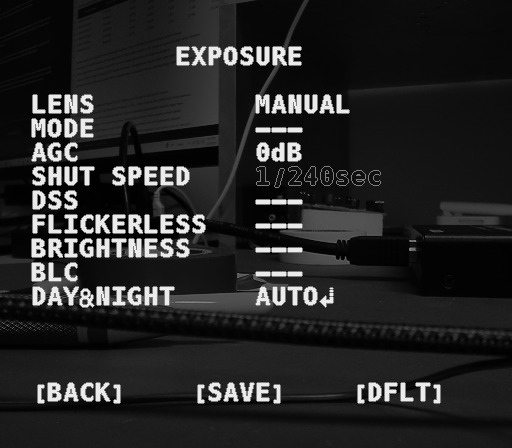 EXPOSURE
LENS MANUAL
MODE ---
AGC 0dB
SHUT SPEED 1/240sec
DSS ---
FLICKERLESS ---
BRIGHTNESS ---
BLC ---
DAY&NIGHT AUTO↲
[BACK] [SAVE] [DFLT]